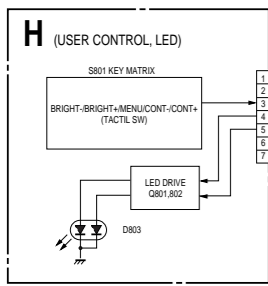 H (USER CONTROL, LED)
S801 KEY MATRIX
BRIGHT-/BRIGHT+/MENU/CONT-/CONT+
(TACTIL SW)
1
2
3
4
5
6
7
LED DRIVE
Q801,802
D803